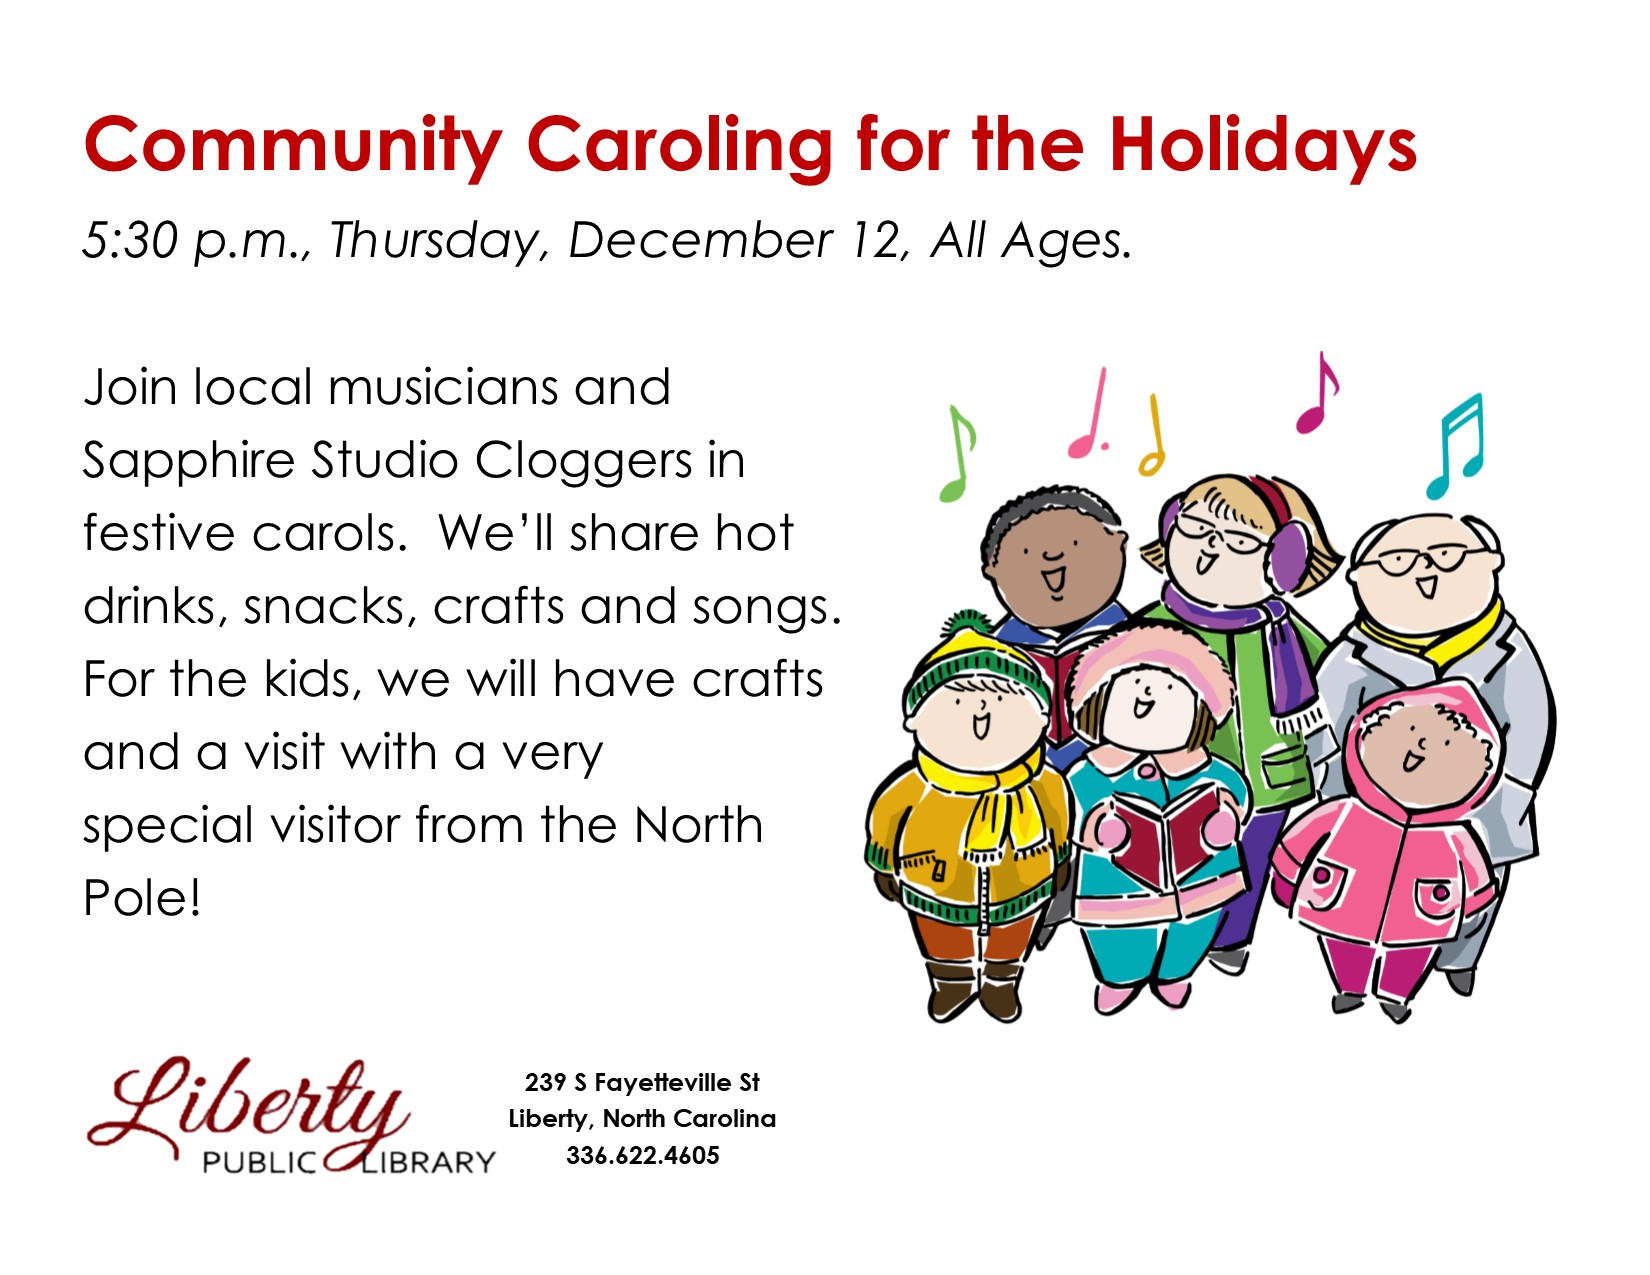 Community Caroling for the Holidays
5:30 p.m., Thursday, December 12, All Ages.
Join local musicians and
Sapphire Studio Cloggers in
festive carols.  We’ll share hot
drinks, snacks, crafts and songs.
For the kids, we will have crafts
and a visit with a very
special visitor from the North
Pole!
Liberty
PUBLIC LIBRARY
239 S Fayetteville St
Liberty, North Carolina
336.622.4605